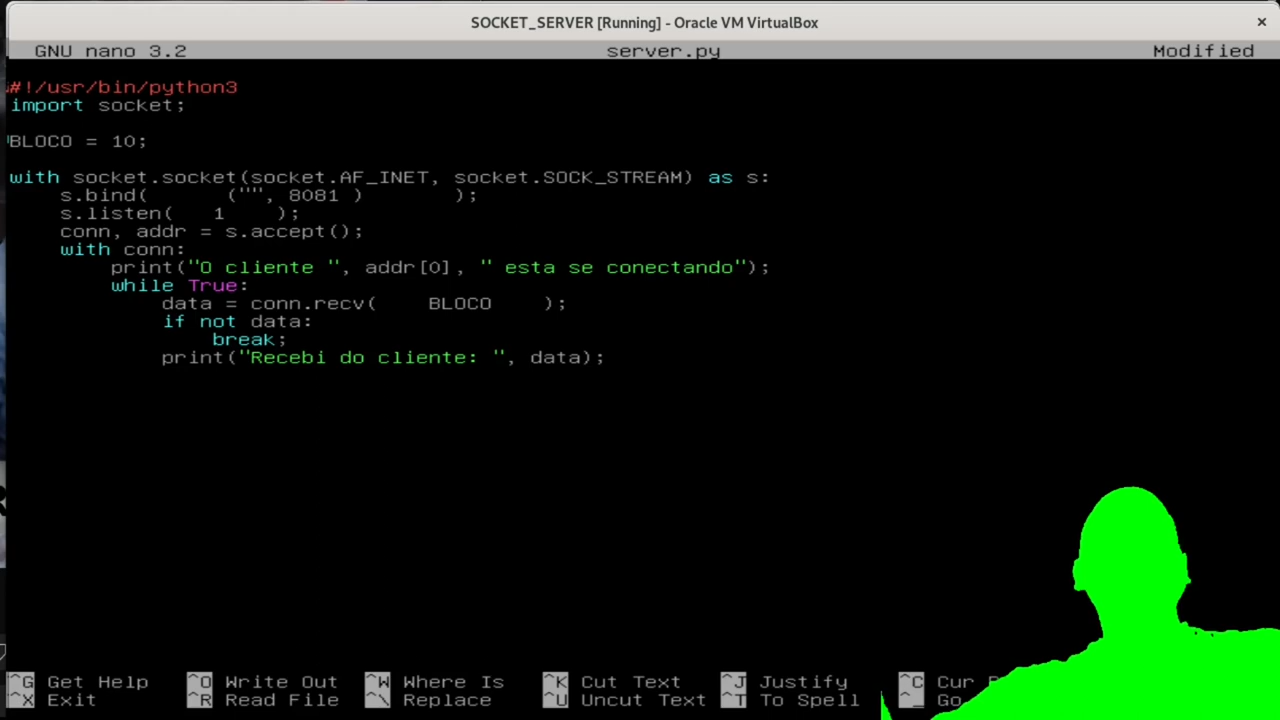 SOCKET_SERVER [Running] - Oracle VM VirtualBox ×
GNU nano 3.2 server.py Modified
#!/usr/bin/python3
import socket;
BLOCO = 10;
with socket.socket(socket.AF_INET, socket.SOCK_STREAM) as s:
    s.bind(       ("", 8081 )        );
    s.listen(    1     );
    conn, addr = s.accept();
    with conn:
        print("O cliente ", addr[0], " esta se conectando");
        while True:
            data = conn.recv(     BLOCO     );
            if not data:
                break;
            print("Recebi do cliente: ", data);
^G Get Help ^O Write Out ^W Where Is ^K Cut Text ^J Justify ^C Cur
^X Exit ^R Read File ^\ Replace ^U Uncut Text ^T To Spell ^_ Go